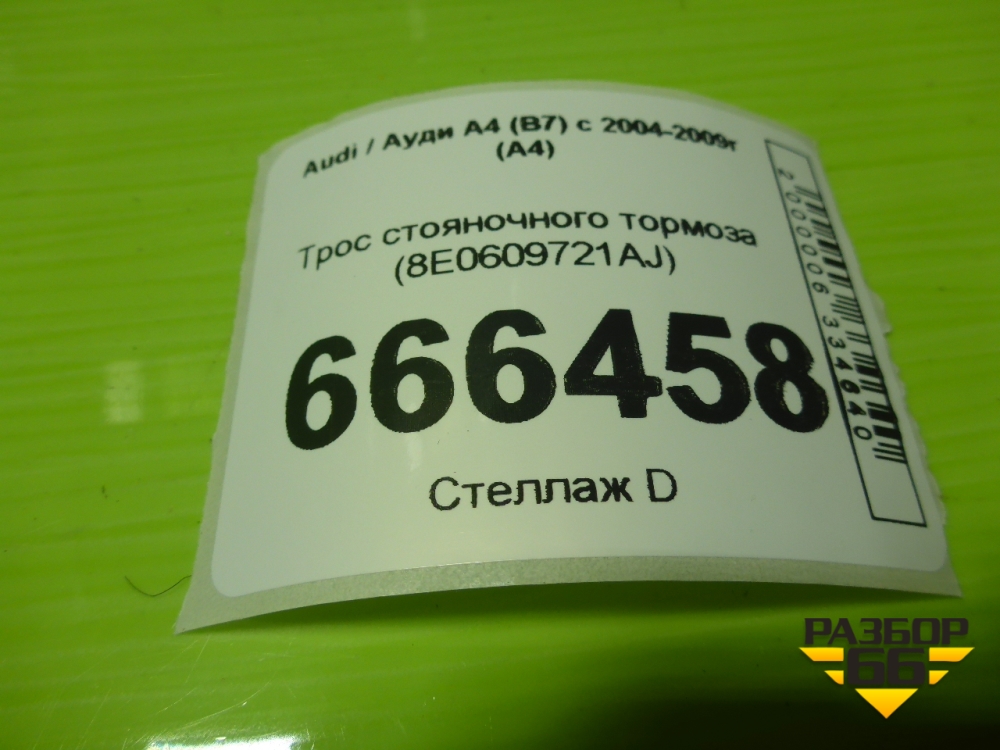 Audi / Ауди А4 (B7) с 2004-2009г
(A4)
Трос стояночного тормоза
(8E0609721AJ)
666458
Стеллаж D
2000006334640
РАЗБОР
66